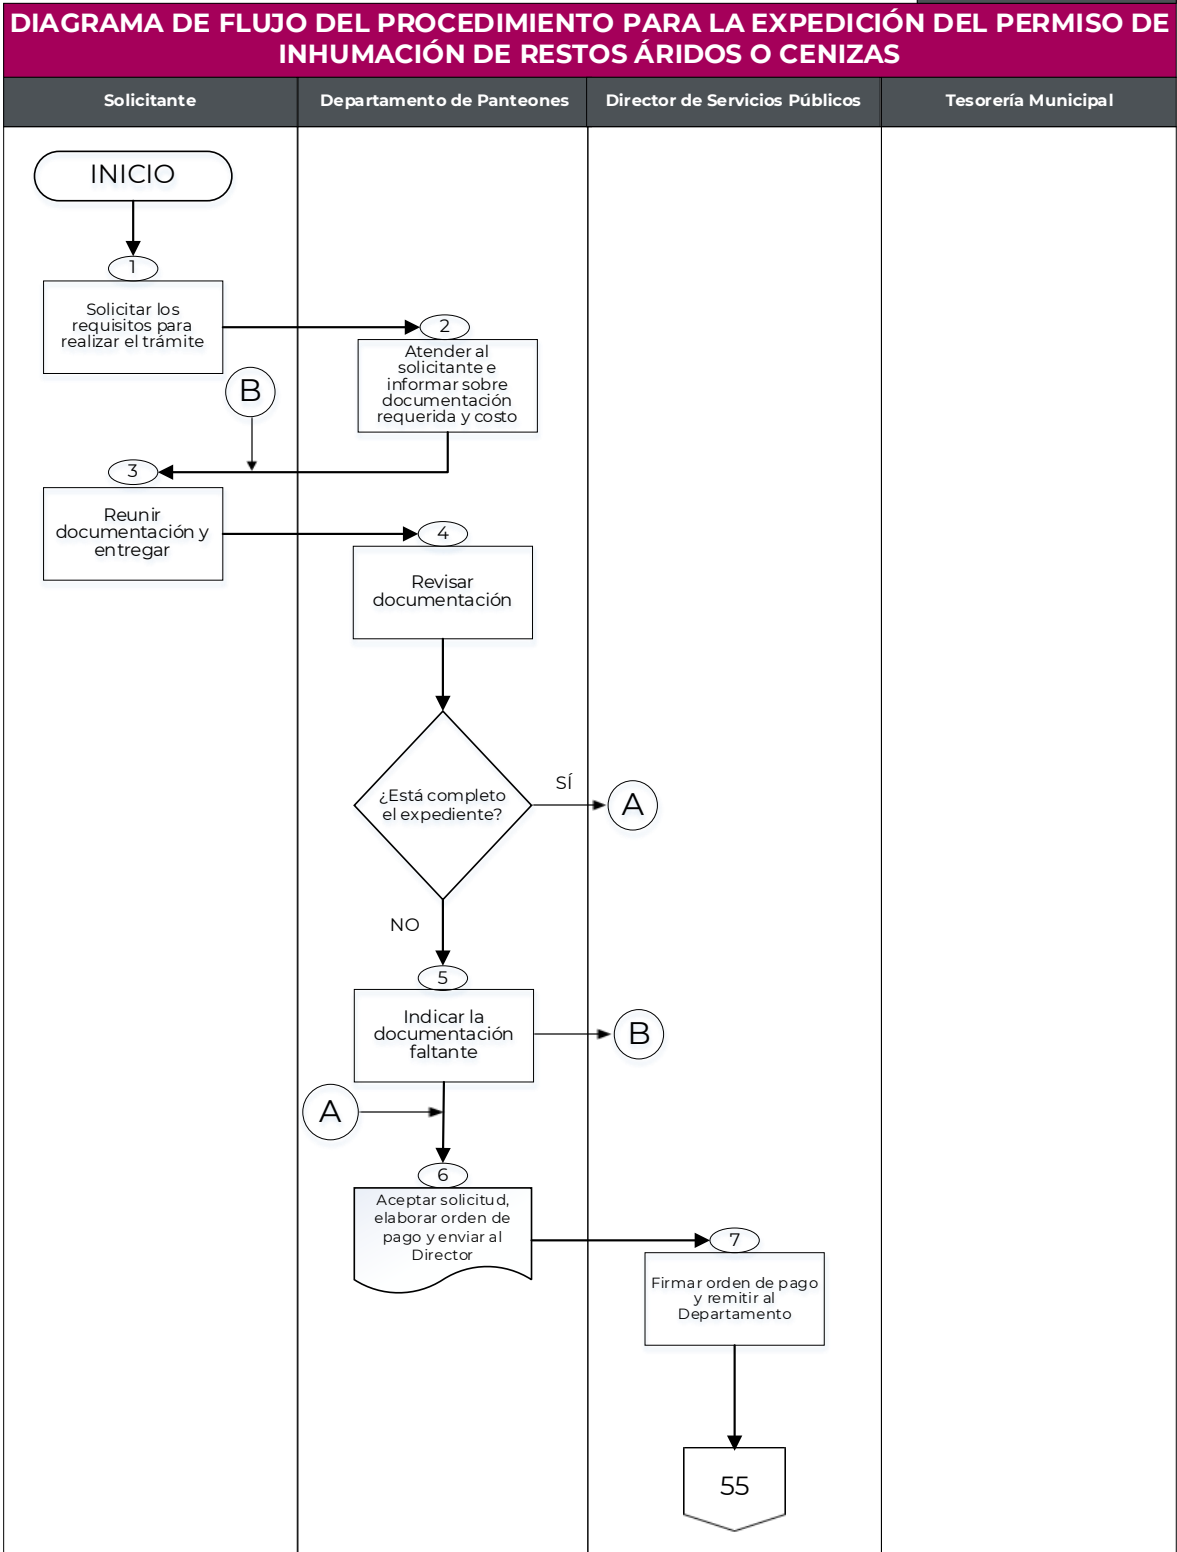 DIAGRAMA DE FLUJO DEL PROCEDIMIENTO PARA LA EXPEDICIÓN DEL PERMISO DE
INHUMACIÓN DE RESTOS ÁRIDOS O CENIZAS
Solicitante
Departamento de Panteones
Director de Servicios Públicos
Tesorería Municipal
INICIO
1
Solicitar los
requisitos para
realizar el trámite
2
Atender al
solicitante e
informar sobre
documentación
requerida y costo
B
3
Reunir
documentación y
entregar
4
Revisar
documentación
¿Está completo
el expediente?
SÍ
A
NO
5
Indicar la
documentación
faltante
B
A
6
Aceptar solicitud,
elaborar orden de
pago y enviar al
Director
7
Firmar orden de pago
y remitir al
Departamento
55